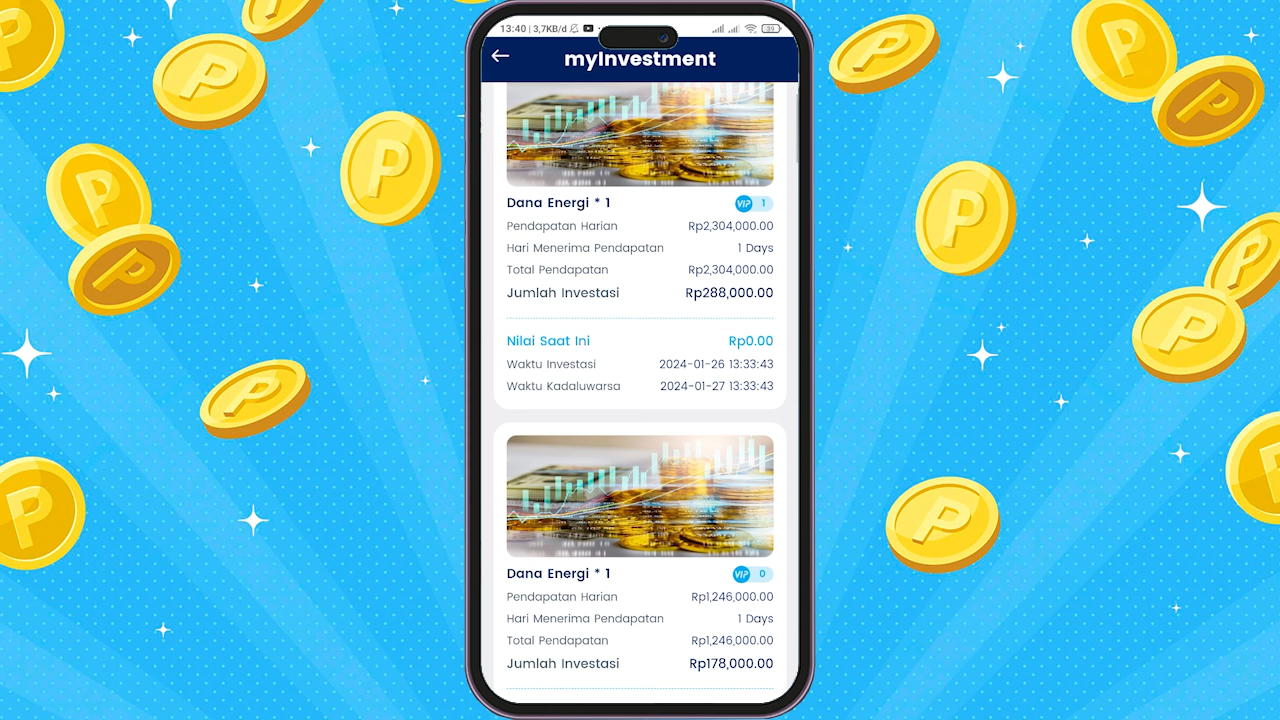 13:40 | 3,7KB/d
89
myInvestment
Dana Energi * 1 VIP 1
Pendapatan Harian Rp2,304,000.00
Hari Menerima Pendapatan 1 Days
Total Pendapatan Rp2,304,000.00
Jumlah Investasi Rp288,000.00
Nilai Saat Ini Rp0.00
Waktu Investasi 2024-01-26 13:33:43
Waktu Kadaluwarsa 2024-01-27 13:33:43
Dana Energi * 1 VIP 0
Pendapatan Harian Rp1,246,000.00
Hari Menerima Pendapatan 1 Days
Total Pendapatan Rp1,246,000.00
Jumlah Investasi Rp178,000.00